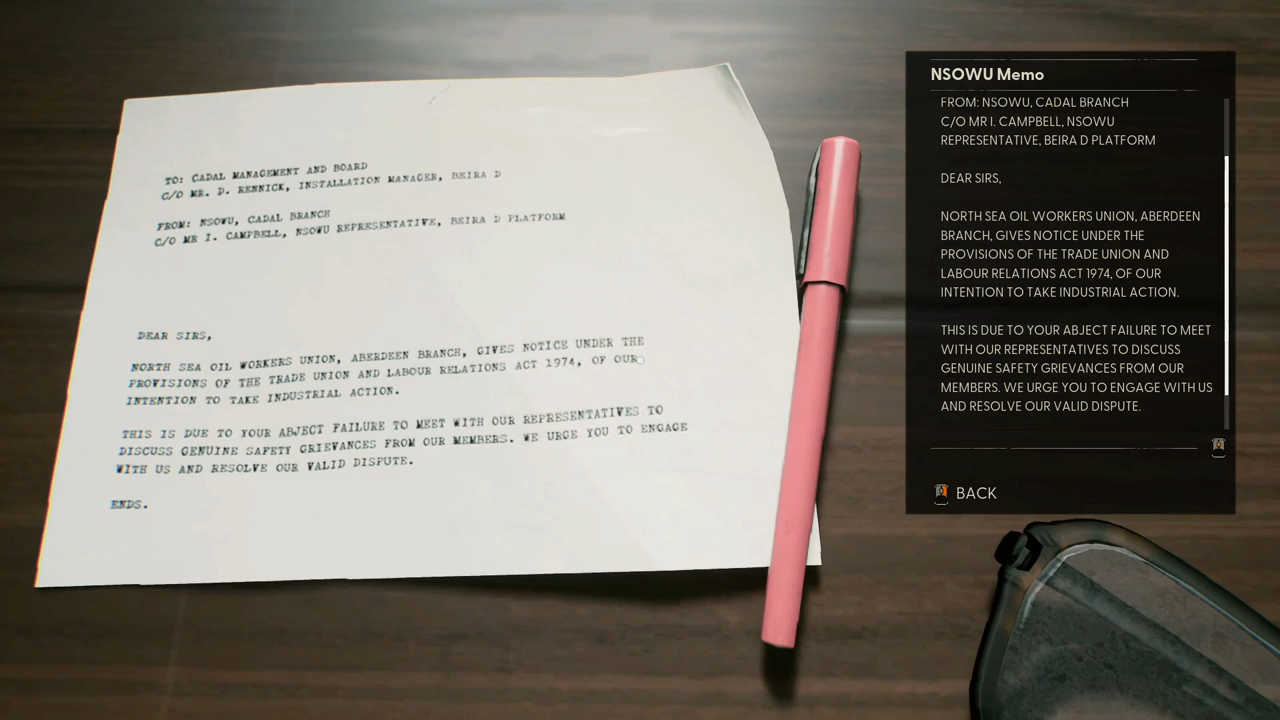 TO: CADAL MANAGEMENT AND BOARD
C/O MR. D. RENNICK, INSTALLATION MANAGER, BEIRA D
FROM: NSOWU, CADAL BRANCH
C/O MR I. CAMPBELL, NSOWU REPRESENTATIVE, BEIRA D PLATFORM
DEAR SIRS,
NORTH SEA OIL WORKERS UNION, ABERDEEN BRANCH, GIVES NOTICE UNDER THE
PROVISIONS OF THE TRADE UNION AND LABOUR RELATIONS ACT 1974, OF OUR
INTENTION TO TAKE INDUSTRIAL ACTION.
THIS IS DUE TO YOUR ABJECT FAILURE TO MEET WITH OUR REPRESENTATIVES TO
DISCUSS GENUINE SAFETY GRIEVANCES FROM OUR MEMBERS. WE URGE YOU TO ENGAGE
WITH US AND RESOLVE OUR VALID DISPUTE.
ENDS.
NSOWU Memo
FROM: NSOWU, CADAL BRANCH
C/O MR I. CAMPBELL, NSOWU
REPRESENTATIVE, BEIRA D PLATFORM
DEAR SIRS,
NORTH SEA OIL WORKERS UNION, ABERDEEN
BRANCH, GIVES NOTICE UNDER THE
PROVISIONS OF THE TRADE UNION AND
LABOUR RELATIONS ACT 1974, OF OUR
INTENTION TO TAKE INDUSTRIAL ACTION.
THIS IS DUE TO YOUR ABJECT FAILURE TO MEET
WITH OUR REPRESENTATIVES TO DISCUSS
GENUINE SAFETY GRIEVANCES FROM OUR
MEMBERS. WE URGE YOU TO ENGAGE WITH US
AND RESOLVE OUR VALID DISPUTE.
BACK